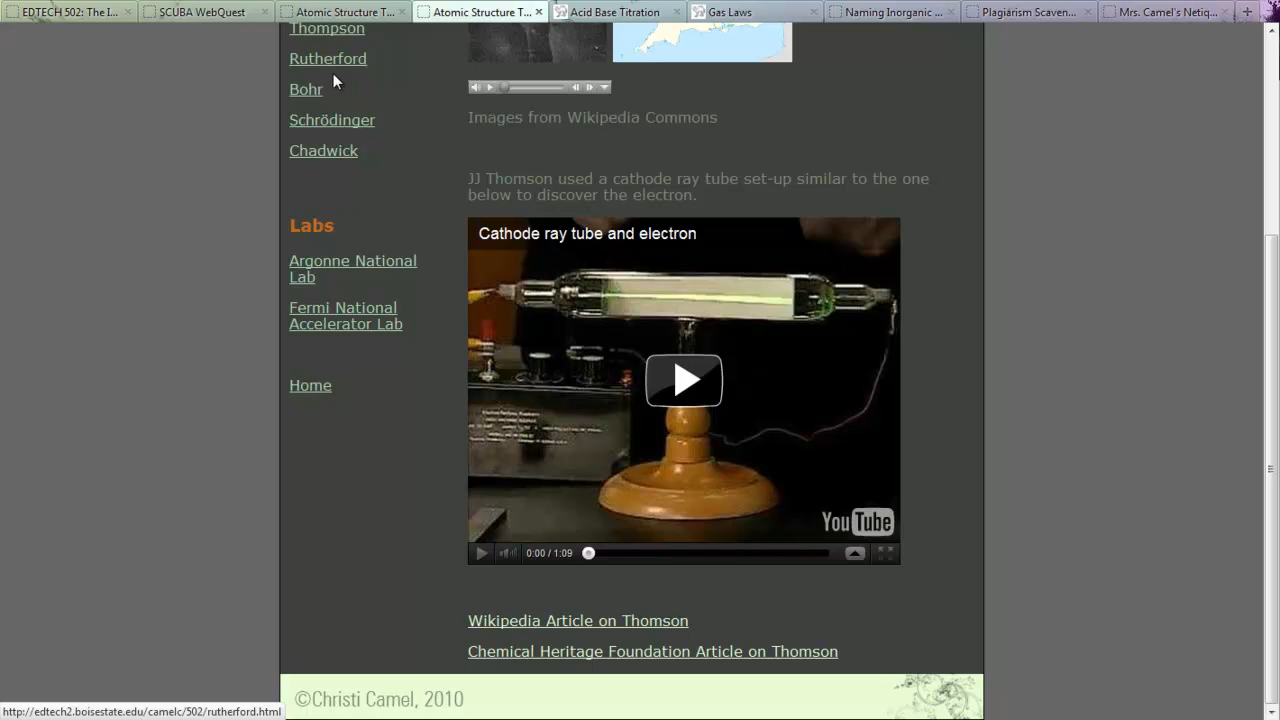 EDTECH 502: The I...
SCUBA WebQuest
Atomic Structure T...
Atomic Structure T...
Acid Base Titration
Gas Laws
Naming Inorganic ...
Plagiarism Scaven...
Mrs. Camel's Netiq...
Thompson
Rutherford
Bohr
Schrödinger
Chadwick
Labs
Argonne National
Lab
Fermi National
Accelerator Lab
Home
Images from Wikipedia Commons
JJ Thomson used a cathode ray tube set-up similar to the one
below to discover the electron.
Cathode ray tube and electron
YouTube
0:00 / 1:09
Wikipedia Article on Thomson
Chemical Heritage Foundation Article on Thomson
©Christi Camel, 2010
http://edtech2.boisestate.edu/camelc/502/rutherford.html